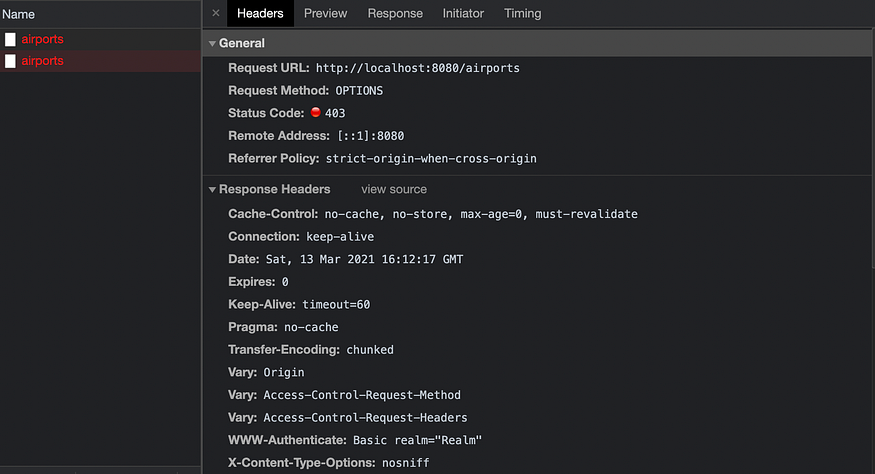 Name
airports
airports
× Headers Preview Response Initiator Timing
General
Request URL: http://localhost:8080/airports
Request Method: OPTIONS
Status Code: 403
Remote Address: [::1]:8080
Referrer Policy: strict-origin-when-cross-origin
Response Headers view source
Cache-Control: no-cache, no-store, max-age=0, must-revalidate
Connection: keep-alive
Date: Sat, 13 Mar 2021 16:12:17 GMT
Expires: 0
Keep-Alive: timeout=60
Pragma: no-cache
Transfer-Encoding: chunked
Vary: Origin
Vary: Access-Control-Request-Method
Vary: Access-Control-Request-Headers
WWW-Authenticate: Basic realm="Realm"
X-Content-Type-Options: nosniff